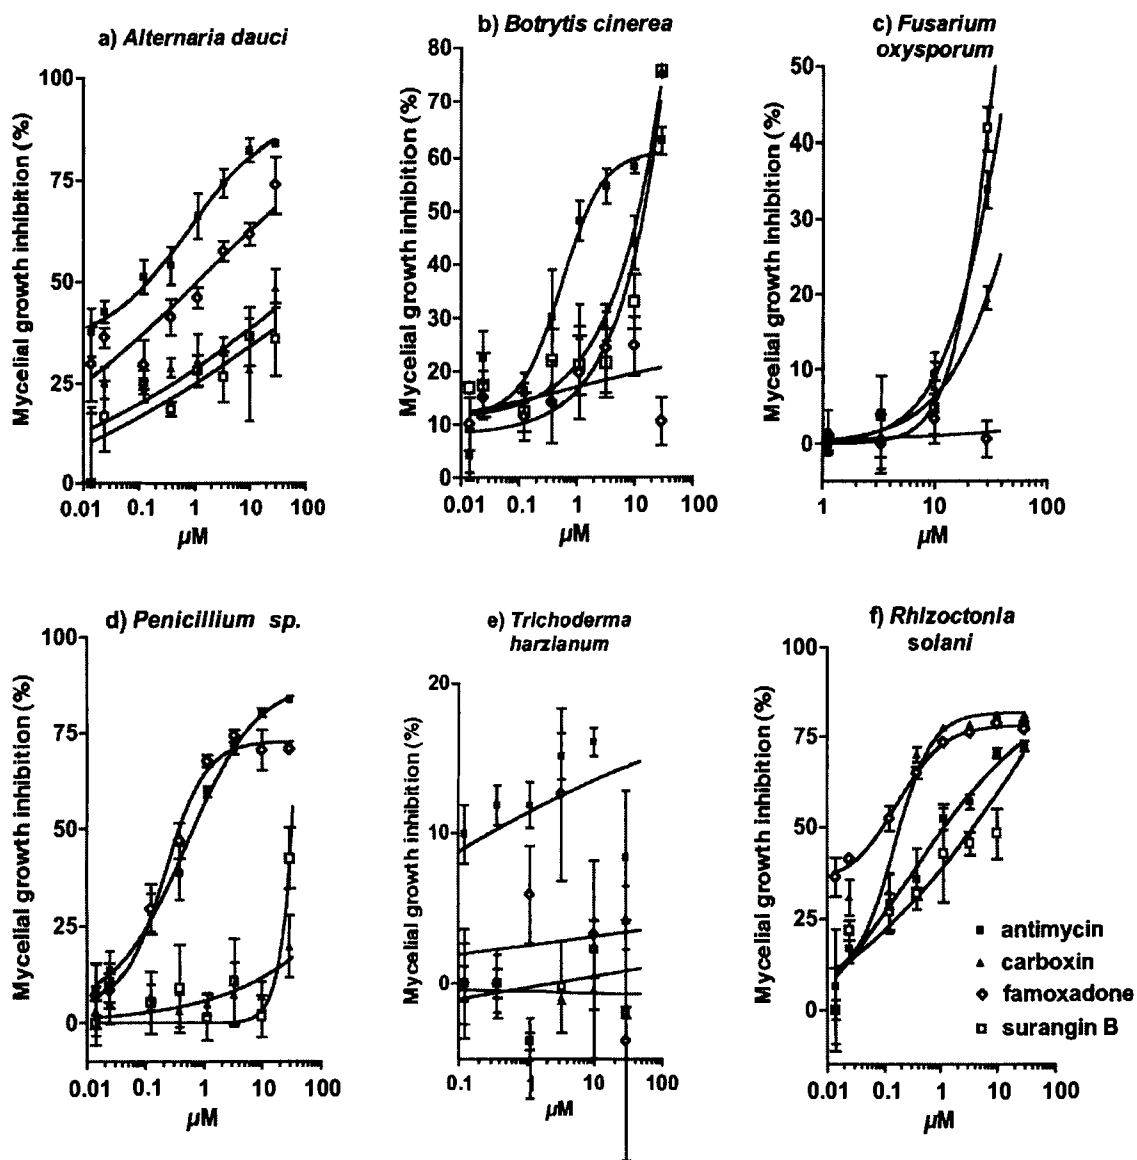 a) Alternaria dauci
Mycelial growth inhibition (%)
100
75
50
25
0
0.01
0.1
1
10
100
µM
b) Botrytis cinerea
Mycelial growth inhibition (%)
80
70
60
50
40
30
20
10
0
0.01
0.1
1
10
100
µM
c) Fusarium
oxysporum
Mycelial growth inhibition (%)
50
40
30
20
10
0
1
10
100
µM
d) Penicillium sp.
Mycelial growth inhibition (%)
100
75
50
25
0
0.01
0.1
1
10
100
µM
e) Trichoderma
harzianum
Mycelial growth inhibition (%)
20
10
0
0.1
1
10
100
µM
f) Rhizoctonia
solani
Mycelial growth inhibition (%)
100
75
50
25
0
0.01
0.1
1
10
100
µM
antimycin
carboxin
famoxadone
surangin B